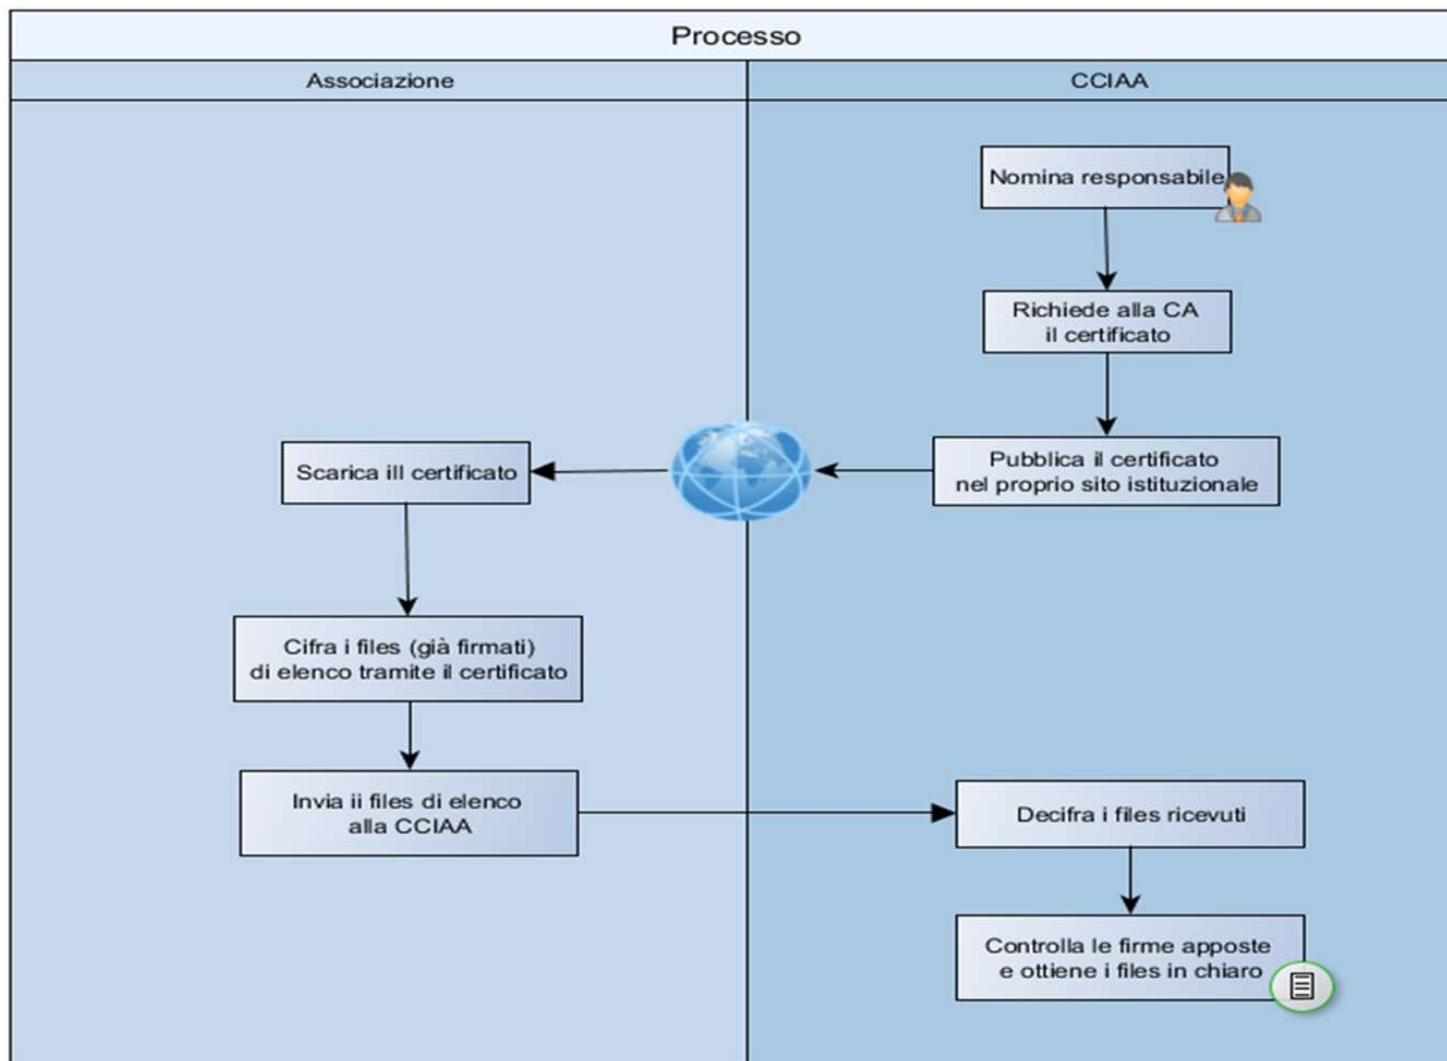 Processo
Associazione
CCIAA
Nomina responsabile
Richiede alla CA
il certificato
Pubblica il certificato
nel proprio sito istituzionale
Scarica ill certificato
Cifra i files (già firmati)
di elenco tramite il certificato
Invia ii files di elenco
alla CCIAA
Decifra i files ricevuti
Controlla le firme apposte
e ottiene i files in chiaro